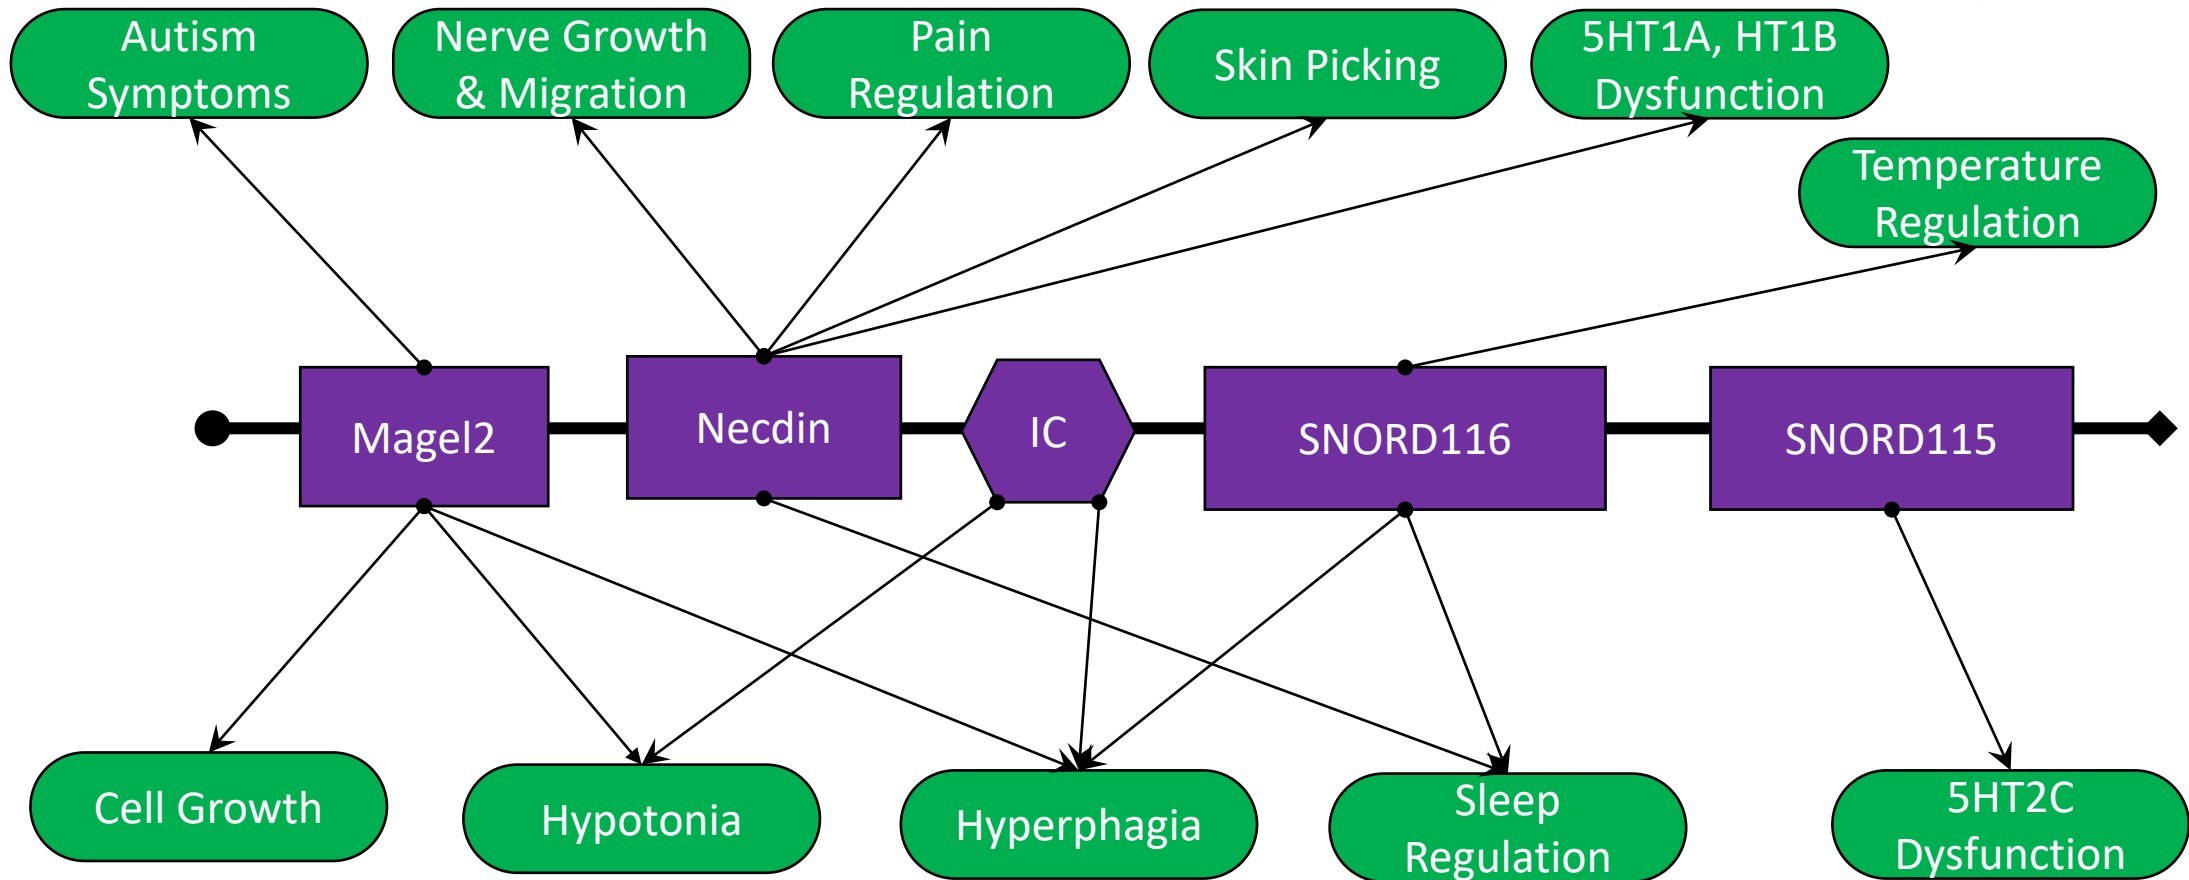 Autism
Symptoms
Nerve Growth
& Migration
Pain
Regulation
Skin Picking
5HT1A, HT1B
Dysfunction
Temperature
Regulation
Magel2
Necdin
IC
SNORD116
SNORD115
Cell Growth
Hypotonia
Hyperphagia
Sleep
Regulation
5HT2C
Dysfunction